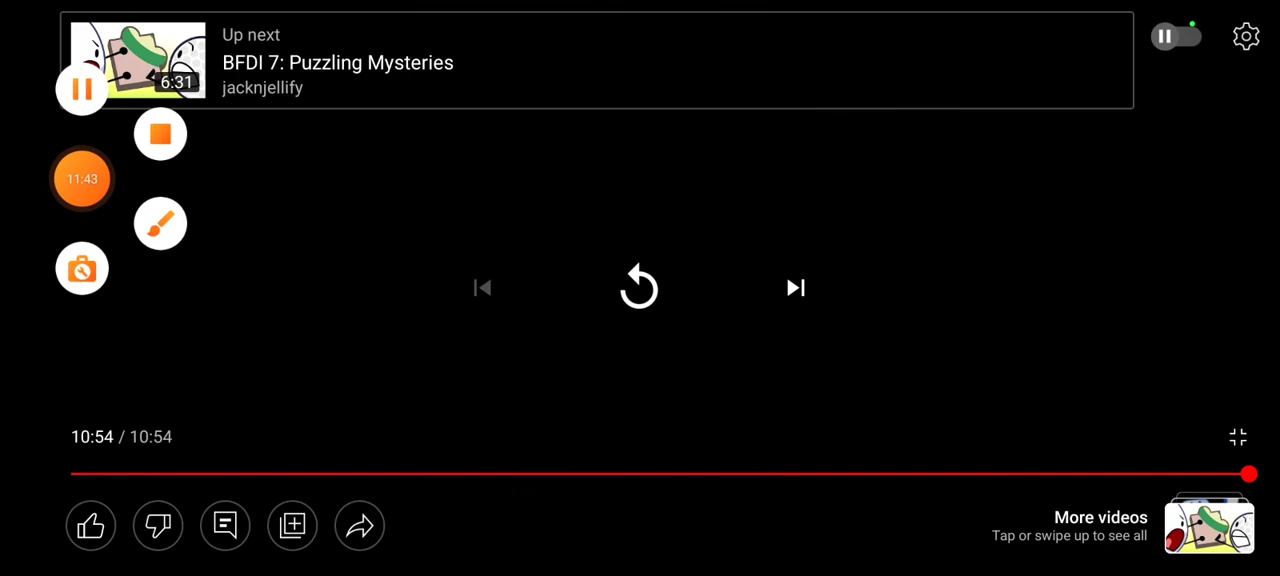 Up next
BFDI 7: Puzzling Mysteries
jacknjellify
6:31
11:43
10:54 / 10:54
More videos
Tap or swipe up to see all